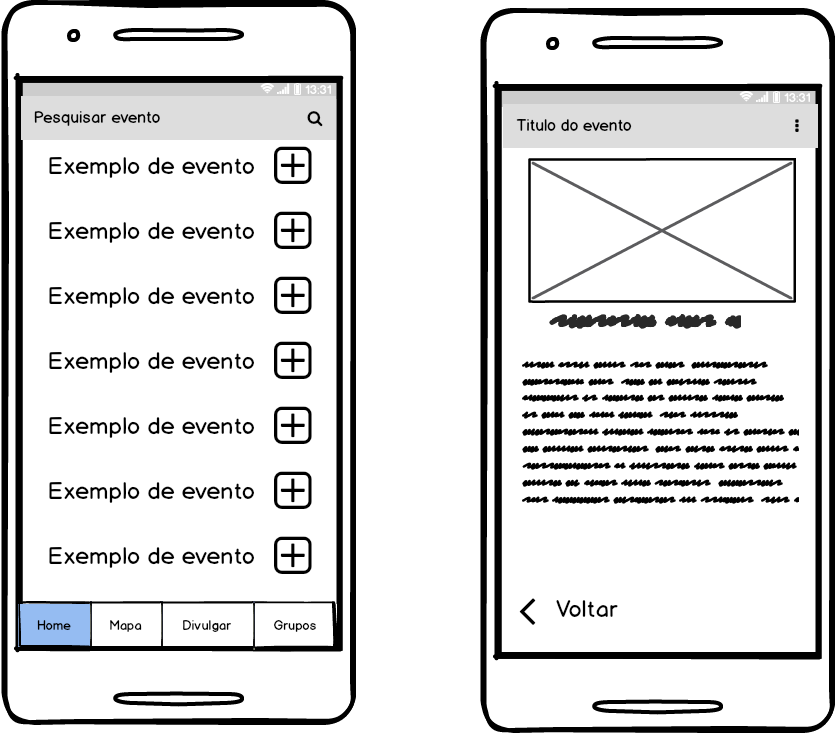 13:31
Pesquisar evento
Exemplo de evento
Exemplo de evento
Exemplo de evento
Exemplo de evento
Exemplo de evento
Exemplo de evento
Exemplo de evento
Home Mapa Divulgar Grupos
13:31
Titulo do evento
Voltar